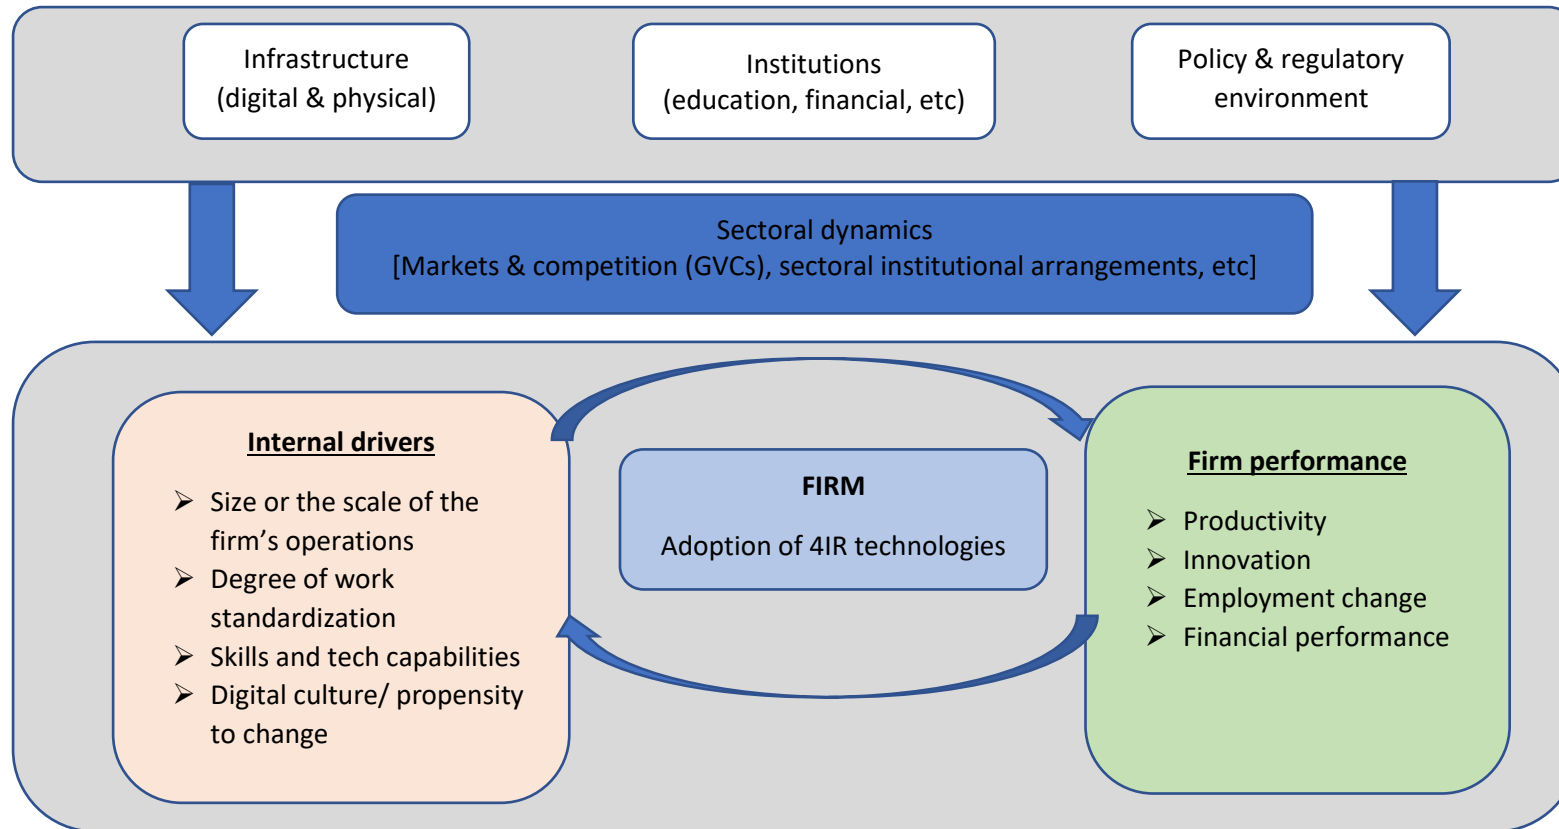 Infrastructure
(digital & physical)
Institutions
(education, financial, etc)
Policy & regulatory
environment
Sectoral dynamics
[Markets & competition (GVCs), sectoral institutional arrangements, etc]
Internal drivers
➢ Size or the scale of the
firm’s operations
➢ Degree of work
standardization
➢ Skills and tech capabilities
➢ Digital culture/ propensity
to change
FIRM
Adoption of 4IR technologies
Firm performance
➢ Productivity
➢ Innovation
➢ Employment change
➢ Financial performance